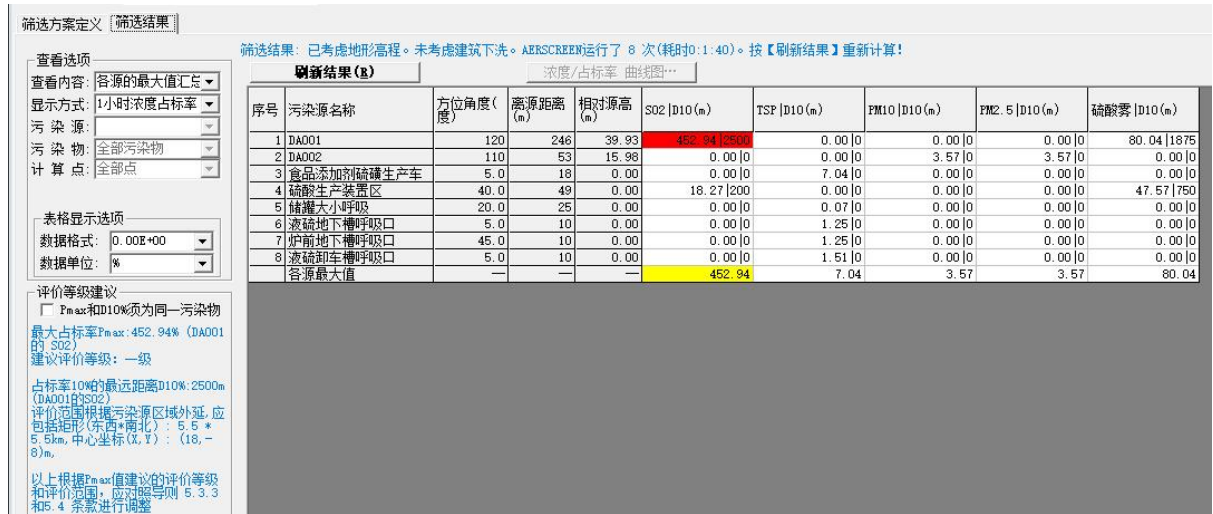 筛选方案定义 筛选结果
筛选结果: 已考虑地形高程。未考虑建筑下洗。AERSCREEN运行了 8 次(耗时0:1:40)。按【刷新结果】重新计算!
查看选项
查看内容: 各源的最大值汇总
显示方式: 1小时浓度占标率
污 染 源:
污 染 物: 全部污染物
计 算 点: 全部点
表格显示选项
数据格式: 0.00E+00
数据单位: %
评价等级建议
Pmax和D10%须为同一污染物
最大占标率Pmax:452.94% (DA001
的 SO2)
建议评价等级: 一级
占标率10%的最远距离D10%:2500m
(DA001的SO2)
评价范围根据污染源区域外延,应
包括矩形(东西*南北): 5.5 *
5.5km,中心坐标(X,Y): (18,-
8)m,
以上根据Pmax值建议的评价等级
和评价范围,应对照导则 5.3.3
和5.4 条款进行调整
刷新结果(R) 浓度/占标率 曲线图…
序号 污染源名称 方位角度(度) 离源距离(m) 相对源高(m) SO2|D10(m) TSP|D10(m) PM10|D10(m) PM2.5|D10(m) 硫酸雾|D10(m)
1 DA001 120 246 39.93 452.94|2500 0.00|0 0.00|0 0.00|0 80.04|1875
2 DA002 110 53 15.98 0.00|0 0.00|0 3.57|0 3.57|0 0.00|0
3 食品添加剂硫磺生产车 5.0 18 0.00 0.00|0 7.04|0 0.00|0 0.00|0 0.00|0
4 硫酸生产装置区 40.0 49 0.00 18.27|200 0.00|0 0.00|0 0.00|0 47.57|750
5 储罐大小呼吸 20.0 25 0.00 0.00|0 0.07|0 0.00|0 0.00|0 0.00|0
6 液硫地下槽呼吸口 5.0 10 0.00 0.00|0 1.25|0 0.00|0 0.00|0 0.00|0
7 炉前地下槽呼吸口 45.0 10 0.00 0.00|0 1.25|0 0.00|0 0.00|0 0.00|0
8 液硫卸车槽呼吸口 5.0 10 0.00 0.00|0 1.51|0 0.00|0 0.00|0 0.00|0
各源最大值 — — — 452.94 7.04 3.57 3.57 80.04